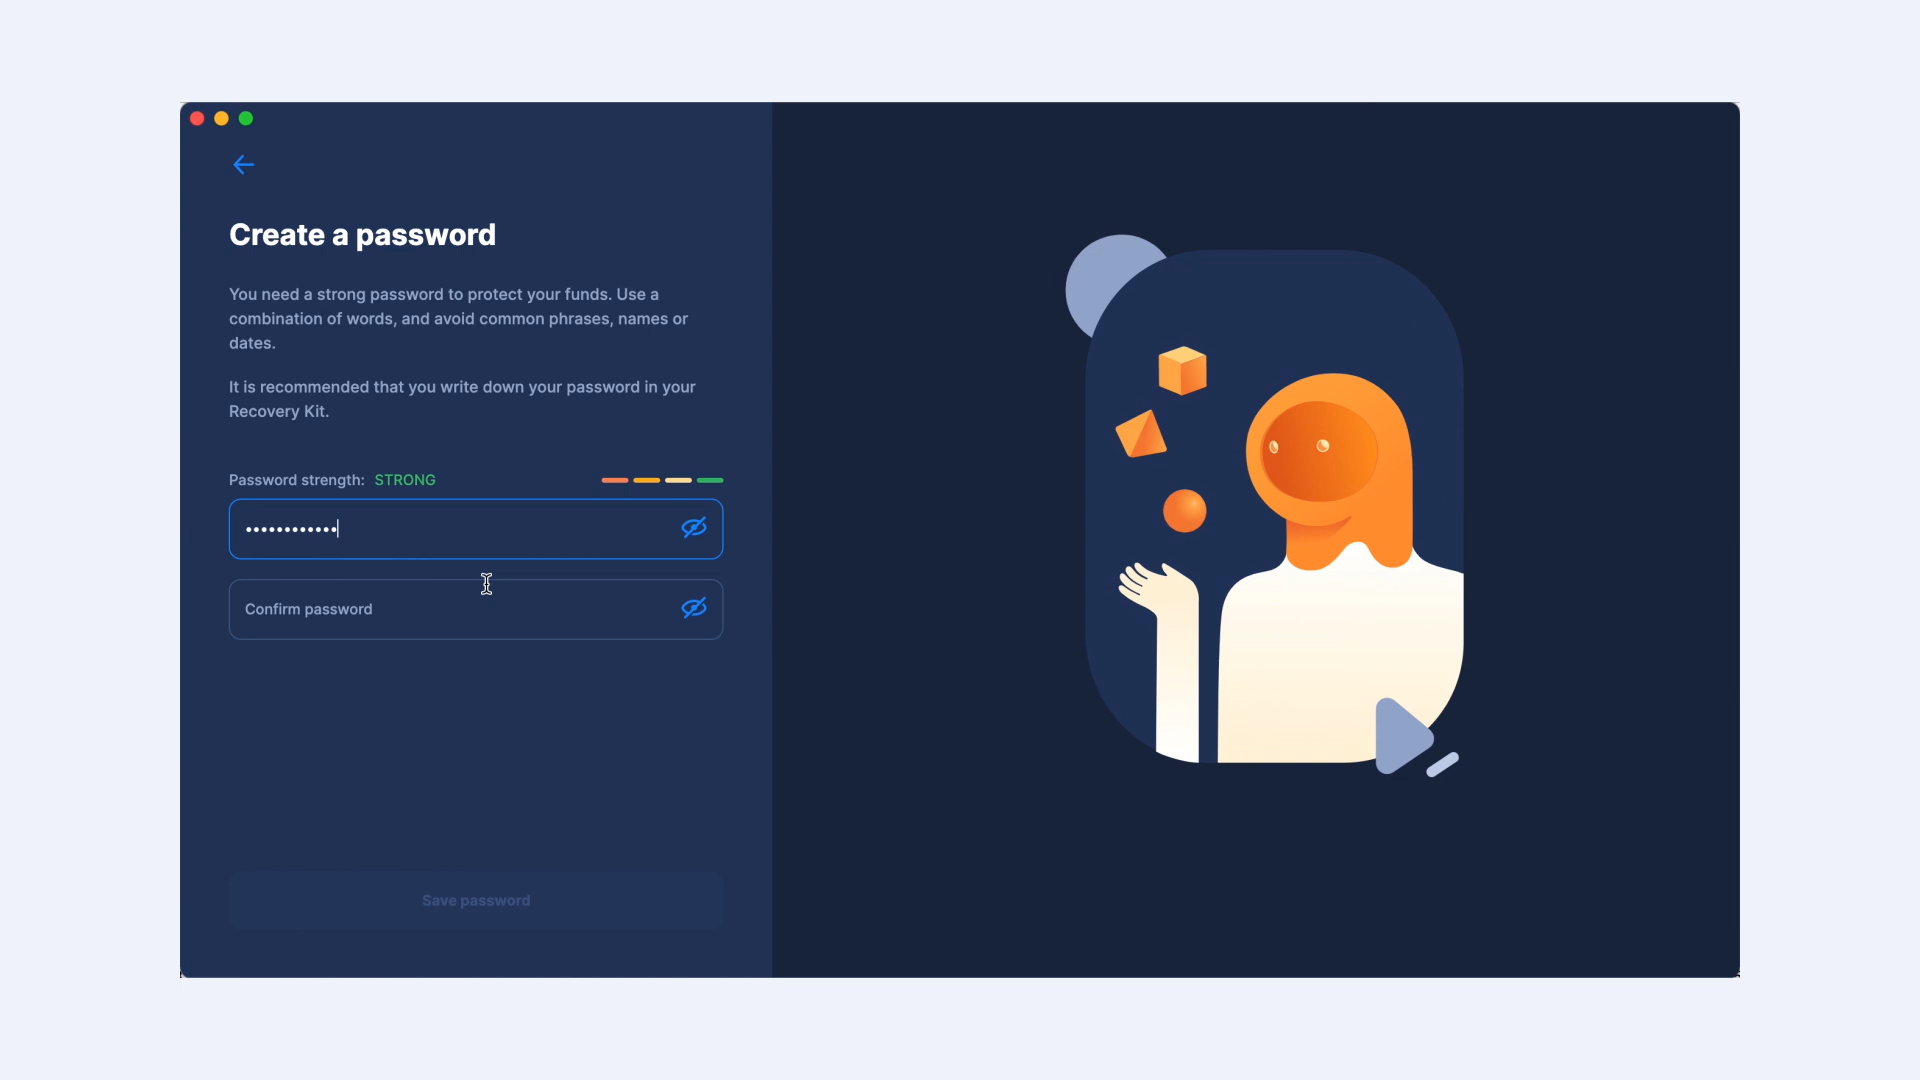 Create a password
You need a strong password to protect your funds. Use a
combination of words, and avoid common phrases, names or
dates.
It is recommended that you write down your password in your
Recovery Kit.
Password strength: STRONG
••••••••••••
Confirm password
Save password